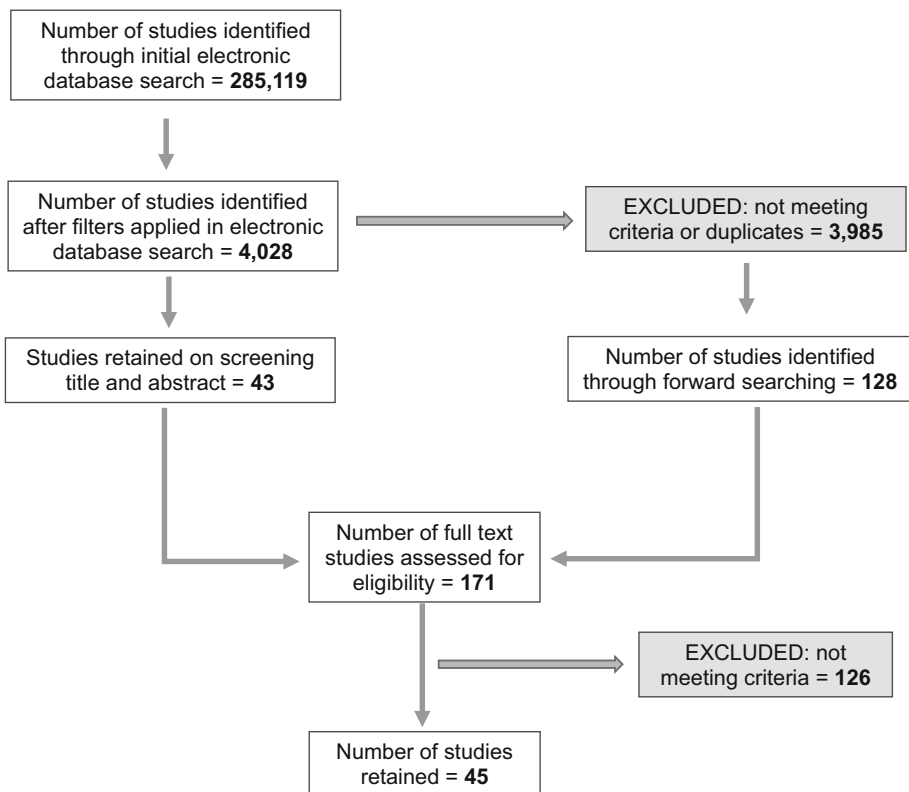 Number of studies identified
through initial electronic
database search = 285,119
Number of studies identified
after filters applied in electronic
database search = 4,028
EXCLUDED: not meeting
criteria or duplicates = 3,985
Studies retained on screening
title and abstract = 43
Number of studies identified
through forward searching = 128
Number of full text
studies assessed for
eligibility = 171
EXCLUDED: not
meeting criteria = 126
Number of studies
retained = 45